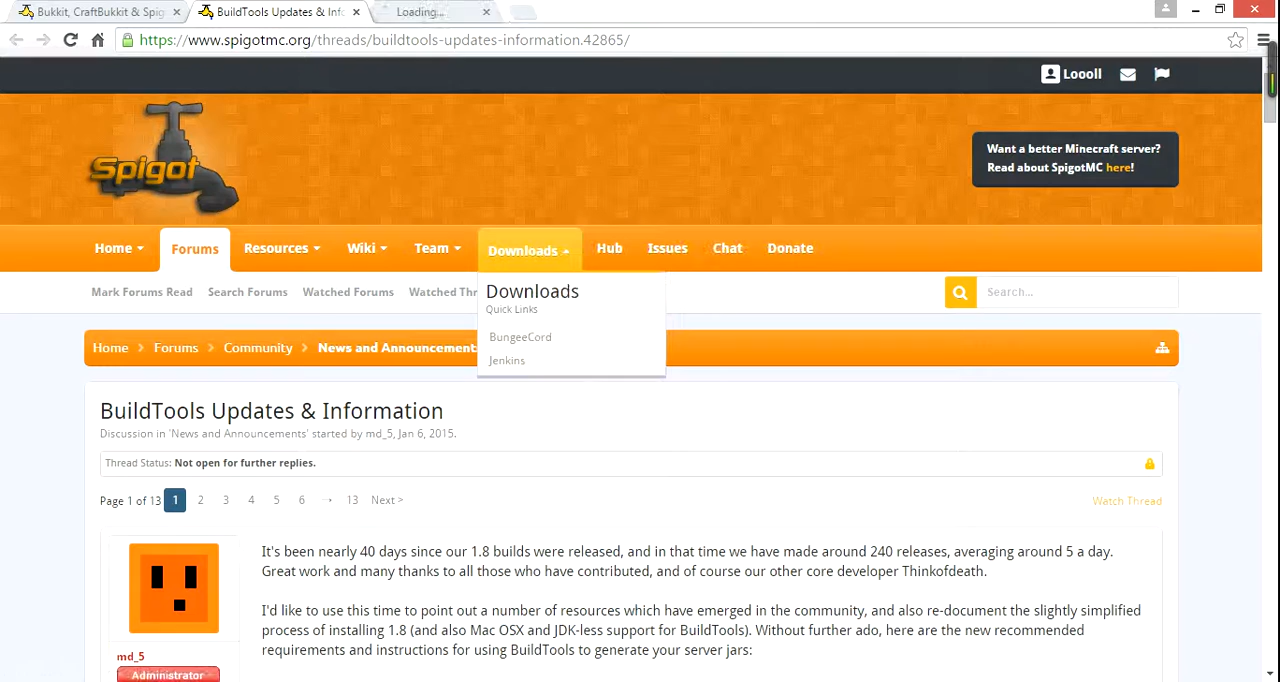 Bukkit, CraftBukkit & Spig
BuildTools Updates & Info
Loading...
https://www.spigotmc.org/threads/buildtools-updates-information.42865/
Loooll
Spigot
Want a better Minecraft server?
Read about SpigotMC here!
Home Forums Resources Wiki Team Downloads Hub Issues Chat Donate
Mark Forums Read Search Forums Watched Forums Watched Thr
Search...
Downloads
Quick Links
BungeeCord
Jenkins
Home Forums Community News and Announcement
BuildTools Updates & Information
Discussion in 'News and Announcements' started by md_5, Jan 6, 2015.
Thread Status: Not open for further replies.
Page 1 of 13 1 2 3 4 5 6 → 13 Next >
Watch Thread
It's been nearly 40 days since our 1.8 builds were released, and in that time we have made around 240 releases, averaging around 5 a day.
Great work and many thanks to all those who have contributed, and of course our other core developer Thinkofdeath.
I'd like to use this time to point out a number of resources which have emerged in the community, and also re-document the slightly simplified
process of installing 1.8 (and also Mac OSX and JDK-less support for BuildTools). Without further ado, here are the new recommended
requirements and instructions for using BuildTools to generate your server jars:
md_5
Administrator